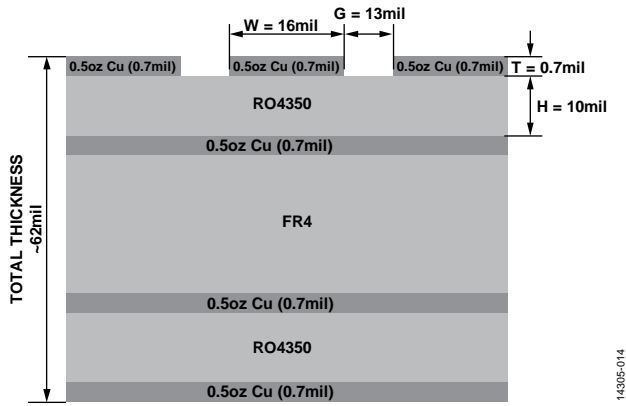 W = 16mil
G = 13mil
0.5oz Cu (0.7mil)
0.5oz Cu (0.7mil)
0.5oz Cu (0.7mil)
T = 0.7mil
RO4350
H = 10mil
0.5oz Cu (0.7mil)
TOTAL THICKNESS
~62mil
FR4
0.5oz Cu (0.7mil)
RO4350
0.5oz Cu (0.7mil)
14305-014